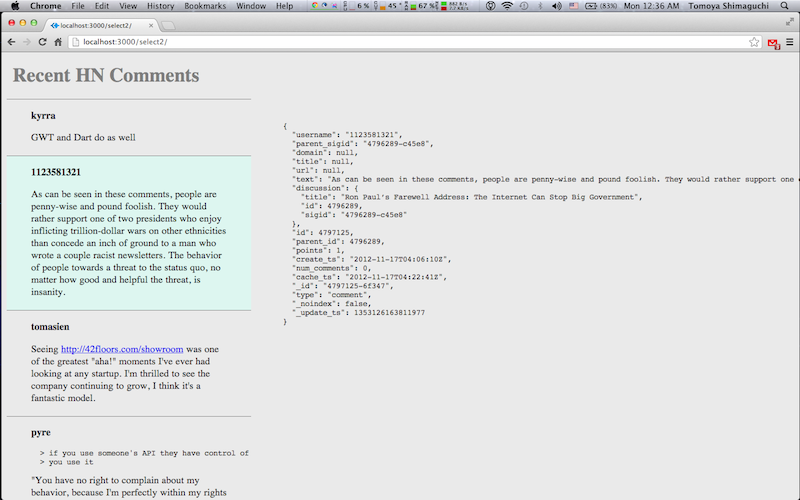 Chrome File Edit View History Bookmarks Window Help 6 % 45 ° 67 % 882 B/s 7.7 KB/s (83%) Mon 12:36 AM Tomoya Shimaguchi
localhost:3000/select2/
localhost:3000/select2/
Recent HN Comments
kyrra
GWT and Dart do as well
1123581321
As can be seen in these comments, people are
penny-wise and pound foolish. They would
rather support one of two presidents who enjoy
inflicting trillion-dollar wars on other ethnicities
than concede an inch of ground to a man who
wrote a couple racist newsletters. The behavior
of people towards a threat to the status quo, no
matter how good and helpful the threat, is
insanity.
tomasien
Seeing http://42floors.com/showroom was one
of the greatest "aha!" moments I've ever had
looking at any startup. I'm thrilled to see the
company continuing to grow, I think it's a
fantastic model.
pyre
> if you use someone's API they have control of
> you use it
*You have no right to complain about my
behavior, because I'm perfectly within my rights
{
"username": "1123581321",
"parent_sigid": "4796289-c45e8",
"domain": null,
"title": null,
"url": null,
"text": "As can be seen in these comments, people are penny-wise and pound foolish. They would rather support one
"discussion": {
"title": "Ron Paul's Farewell Address: The Internet Can Stop Big Government",
"id": 4796289,
"sigid": "4796289-c45e8"
},
"id": 4797125,
"parent_id": 4796289,
"points": 1,
"create_ts": "2012-11-17T04:06:10Z",
"num_comments": 0,
"cache_ts": "2012-11-17T04:22:41Z",
"_id": "4797125-6f347",
"type": "comment",
"_noindex": false,
"_update_ts": 1353126163811977
}